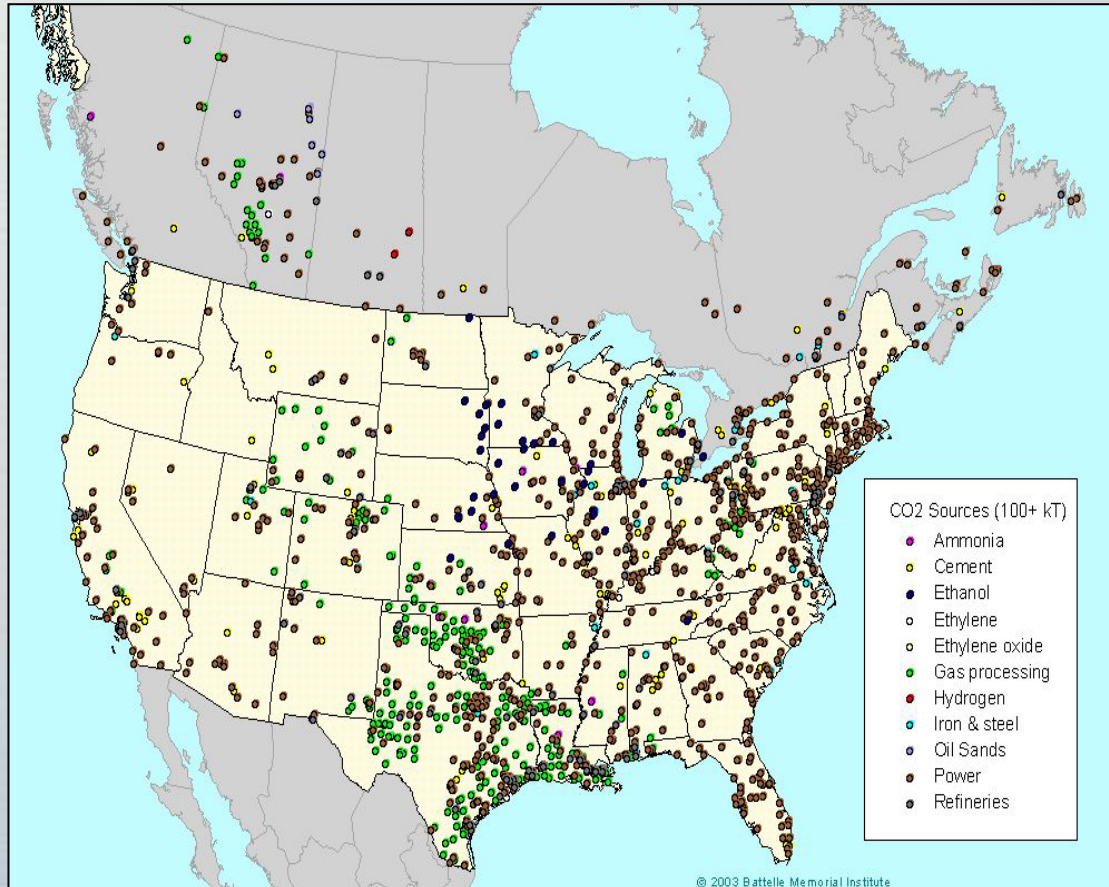 CO2 Sources (100+ kT)
Ammonia
Cement
Ethanol
Ethylene
Ethylene oxide
Gas processing
Hydrogen
Iron & steel
Oil Sands
Power
Refineries
© 2003 Battelle Memorial Institute